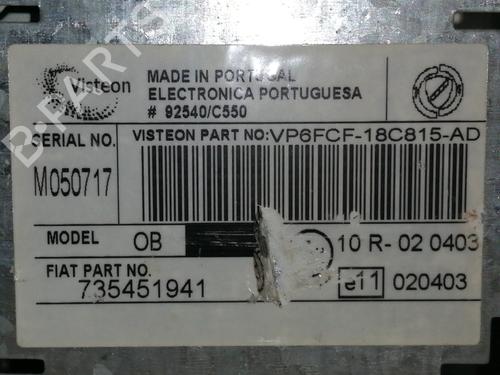 Visteon
MADE IN PORTUGAL
ELECTRONICA PORTUGUESA
# 92540/C550
SERIAL NO.
M050717
VISTEON PART NO: VP6FCF-18C815-AD
MODEL OB
10 R- 02 0403
FIAT PART NO.
735451941
e11 020403